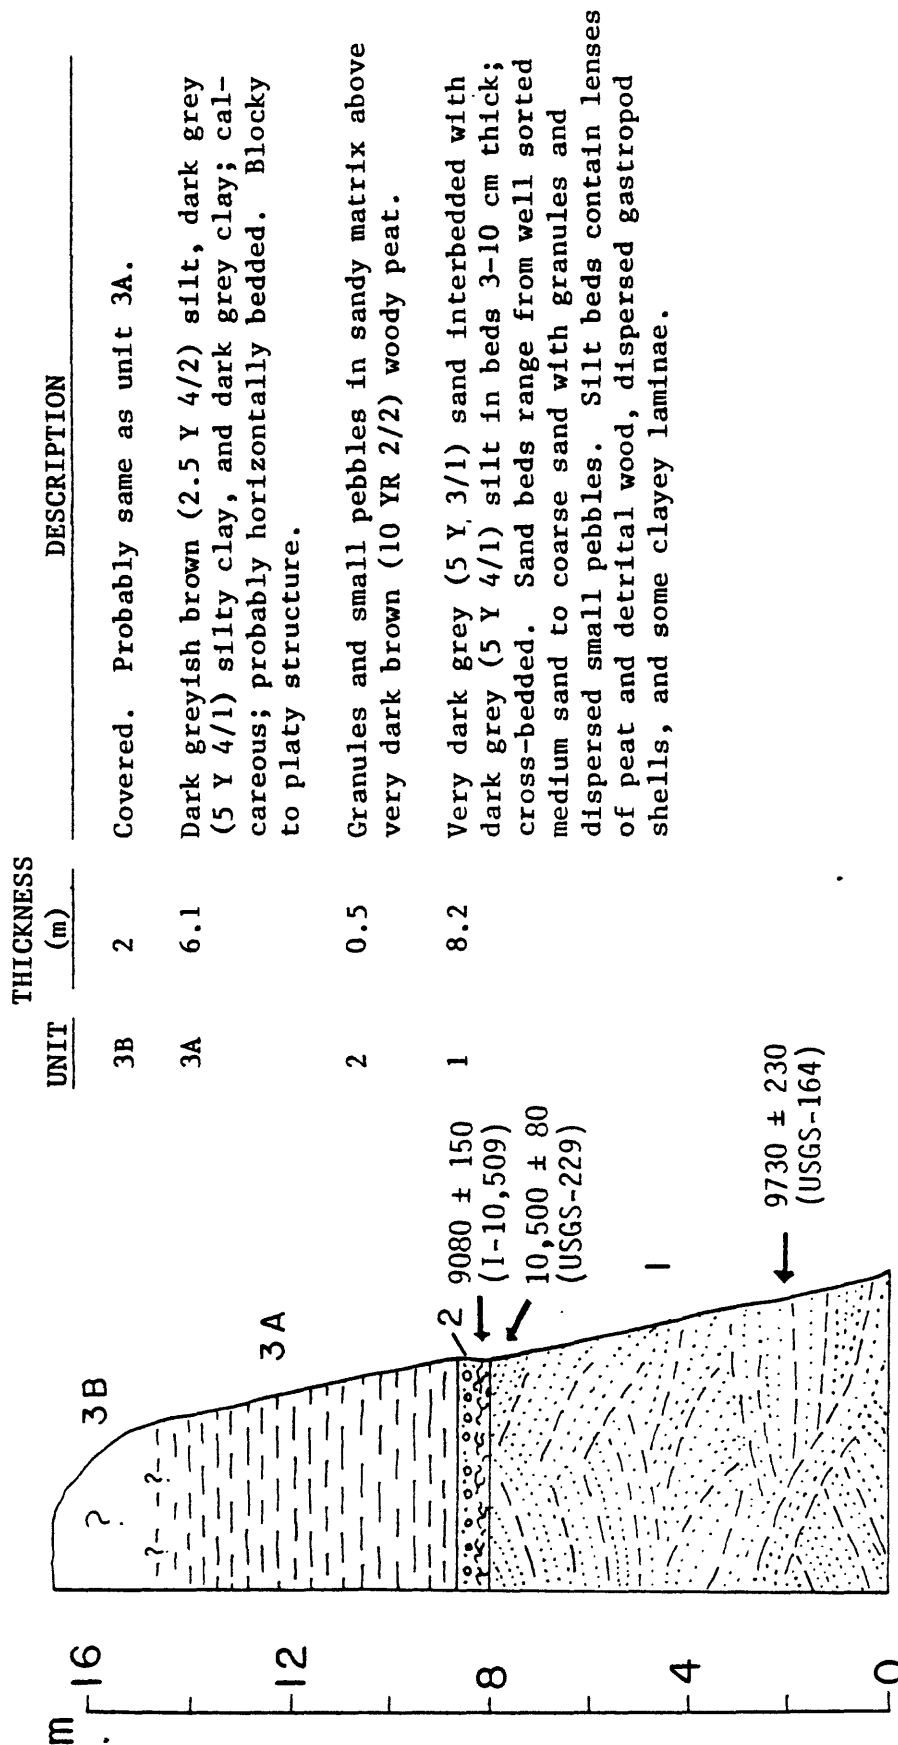 UNIT
THICKNESS
(m)
DESCRIPTION
3B
2
Covered. Probably same as unit 3A.
3A
6.1
Dark greyish brown (2.5 Y 4/2) silt, dark grey
(5 Y 4/1) silty clay, and dark grey clay; cal-
careous; probably horizontally bedded. Blocky
to platy structure.
2
0.5
Granules and small pebbles in sandy matrix above
very dark brown (10 YR 2/2) woody peat.
1
8.2
Very dark grey (5 Y 3/1) sand interbedded with
dark grey (5 Y 4/1) silt in beds 3-10 cm thick;
cross-bedded. Sand beds range from well sorted
medium sand to coarse sand with granules and
dispersed small pebbles. Silt beds contain lenses
of peat and detrital wood, dispersed gastropod
shells, and some clayey laminae.
m
16
12
8
4
0
3B
?
-?- -?-
3A
2
9080 ± 150
(I-10,509)
10,500 ± 80
(USGS-229)
1
9730 ± 230
(USGS-164)